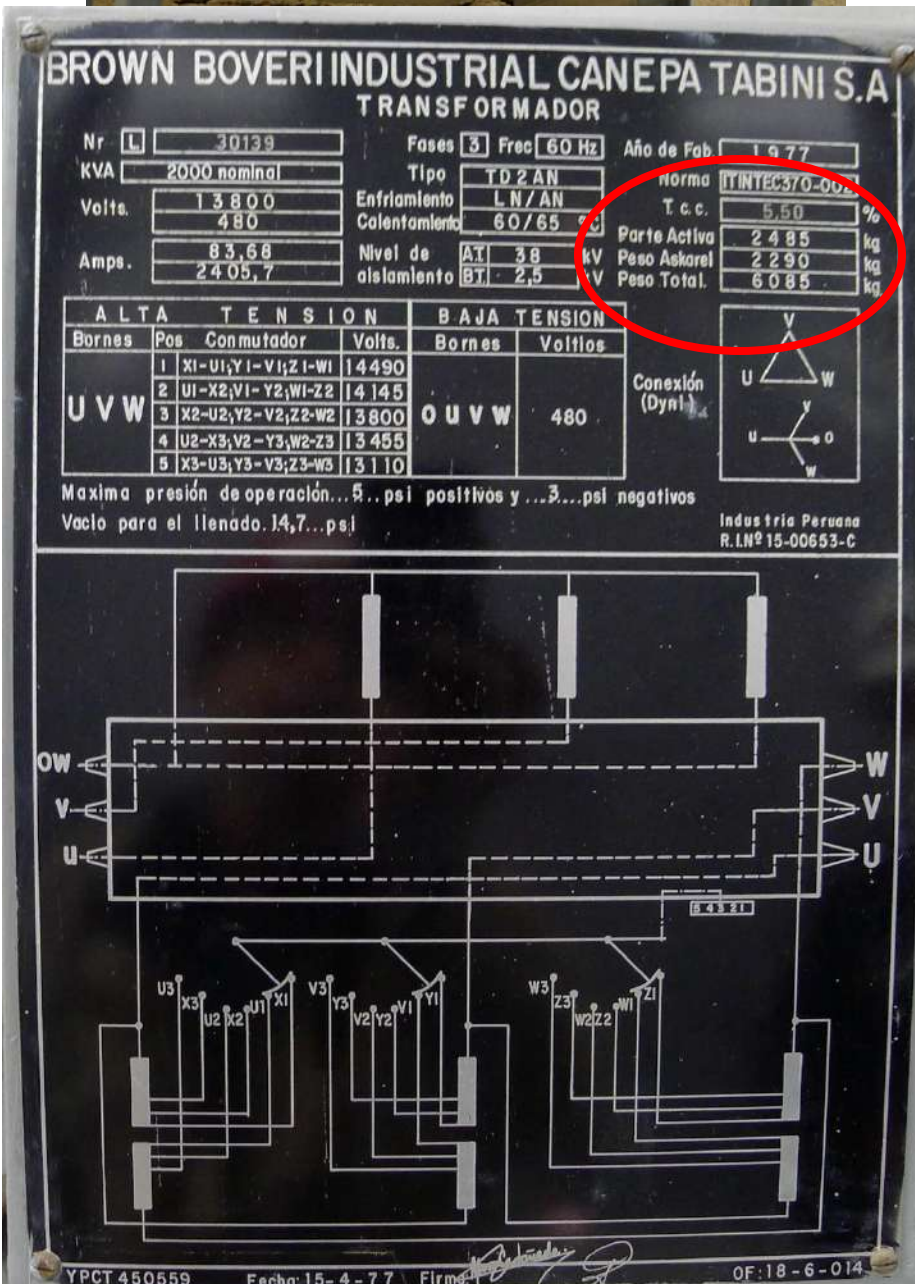 BROWN BOVERI INDUSTRIAL CANEPA TABINI S.A
TRANSFORMADOR
Nr L 30139 Fases 3 Frec 60 Hz Año de Fab. 1977
KVA 2000 nominal Tipo TD2AN Norma ITINTEC370-002
Volts. 13800 Enfriamiento LN/AN T.c.c. 5,50 %
480 Calentamiento 60/65 °C Parte Activa 2485 kg
Amps. 83,68 Nivel de A.T. 38 kV Peso Askarel 2290 kg
2405,7 aislamiento B.T. 2,5 kV Peso Total. 6085 kg
ALTA TENSION BAJA TENSION
Bornes Pos Conmutador Volts. Bornes Voltios
1 X1-U1;Y1-V1;Z1-W1 14490
2 U1-X2;V1-Y2;W1-Z2 14145
U V W 3 X2-U2;Y2-V2;Z2-W2 13800 O U V W 480
4 U2-X3;V2-Y3;W2-Z3 13455
5 X3-U3;Y3-V3;Z3-W3 13110
Conexión
(Dyn1)
V
U W
v
u o
w
Maxima presión de operación...5..psi positivos y ...3....psi negativos
Vacio para el llenado.14,7...psi
Industria Peruana
R.I.Nº 15-00653-C
OW W
V V
u U
5 4 3 2 1
U3 X3 U2 X2 U1 X1 V3 Y3 V2 Y2 V1 Y1 W3 Z3 W2 Z2 W1 Z1
YPCT 450559 Fecha: 15-4-77 Firma OF:18-6-014